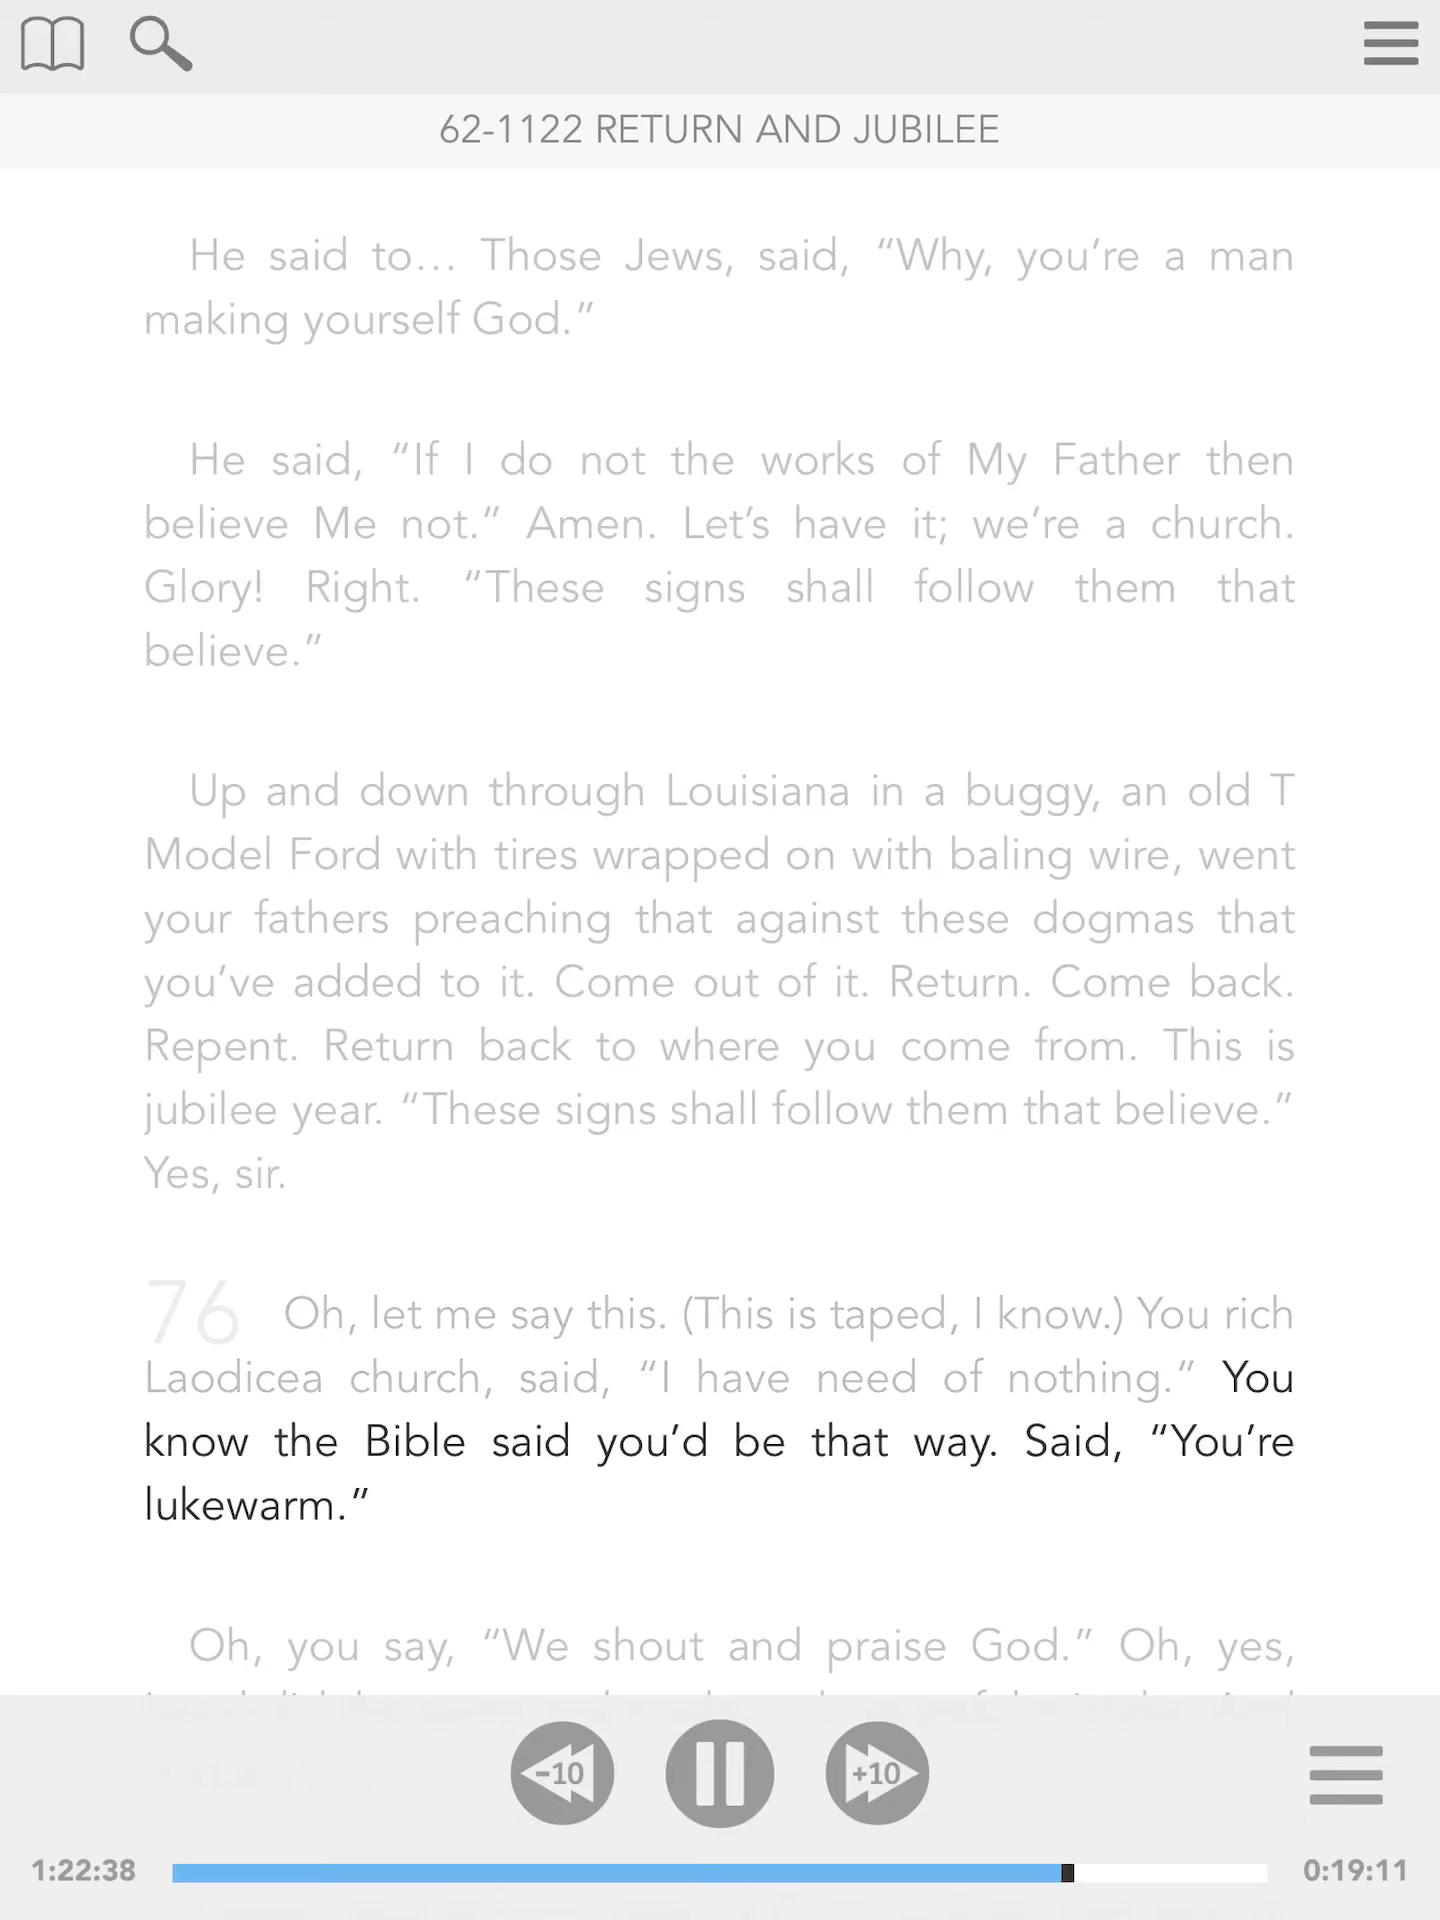 62-1122 RETURN AND JUBILEE
He said to… Those Jews, said, “Why, you’re a man
making yourself God.”
He said, “If I do not the works of My Father then
believe Me not.” Amen. Let’s have it; we’re a church.
Glory! Right. “These signs shall follow them that
believe.”
Up and down through Louisiana in a buggy, an old T
Model Ford with tires wrapped on with baling wire, went
your fathers preaching that against these dogmas that
you’ve added to it. Come out of it. Return. Come back.
Repent. Return back to where you come from. This is
jubilee year. “These signs shall follow them that believe.”
Yes, sir.
76 Oh, let me say this. (This is taped, I know.) You rich
Laodicea church, said, “I have need of nothing.” You
know the Bible said you’d be that way. Said, “You’re
lukewarm.”
Oh, you say, “We shout and praise God.” Oh, yes,
-10 +10
1:22:38 0:19:11